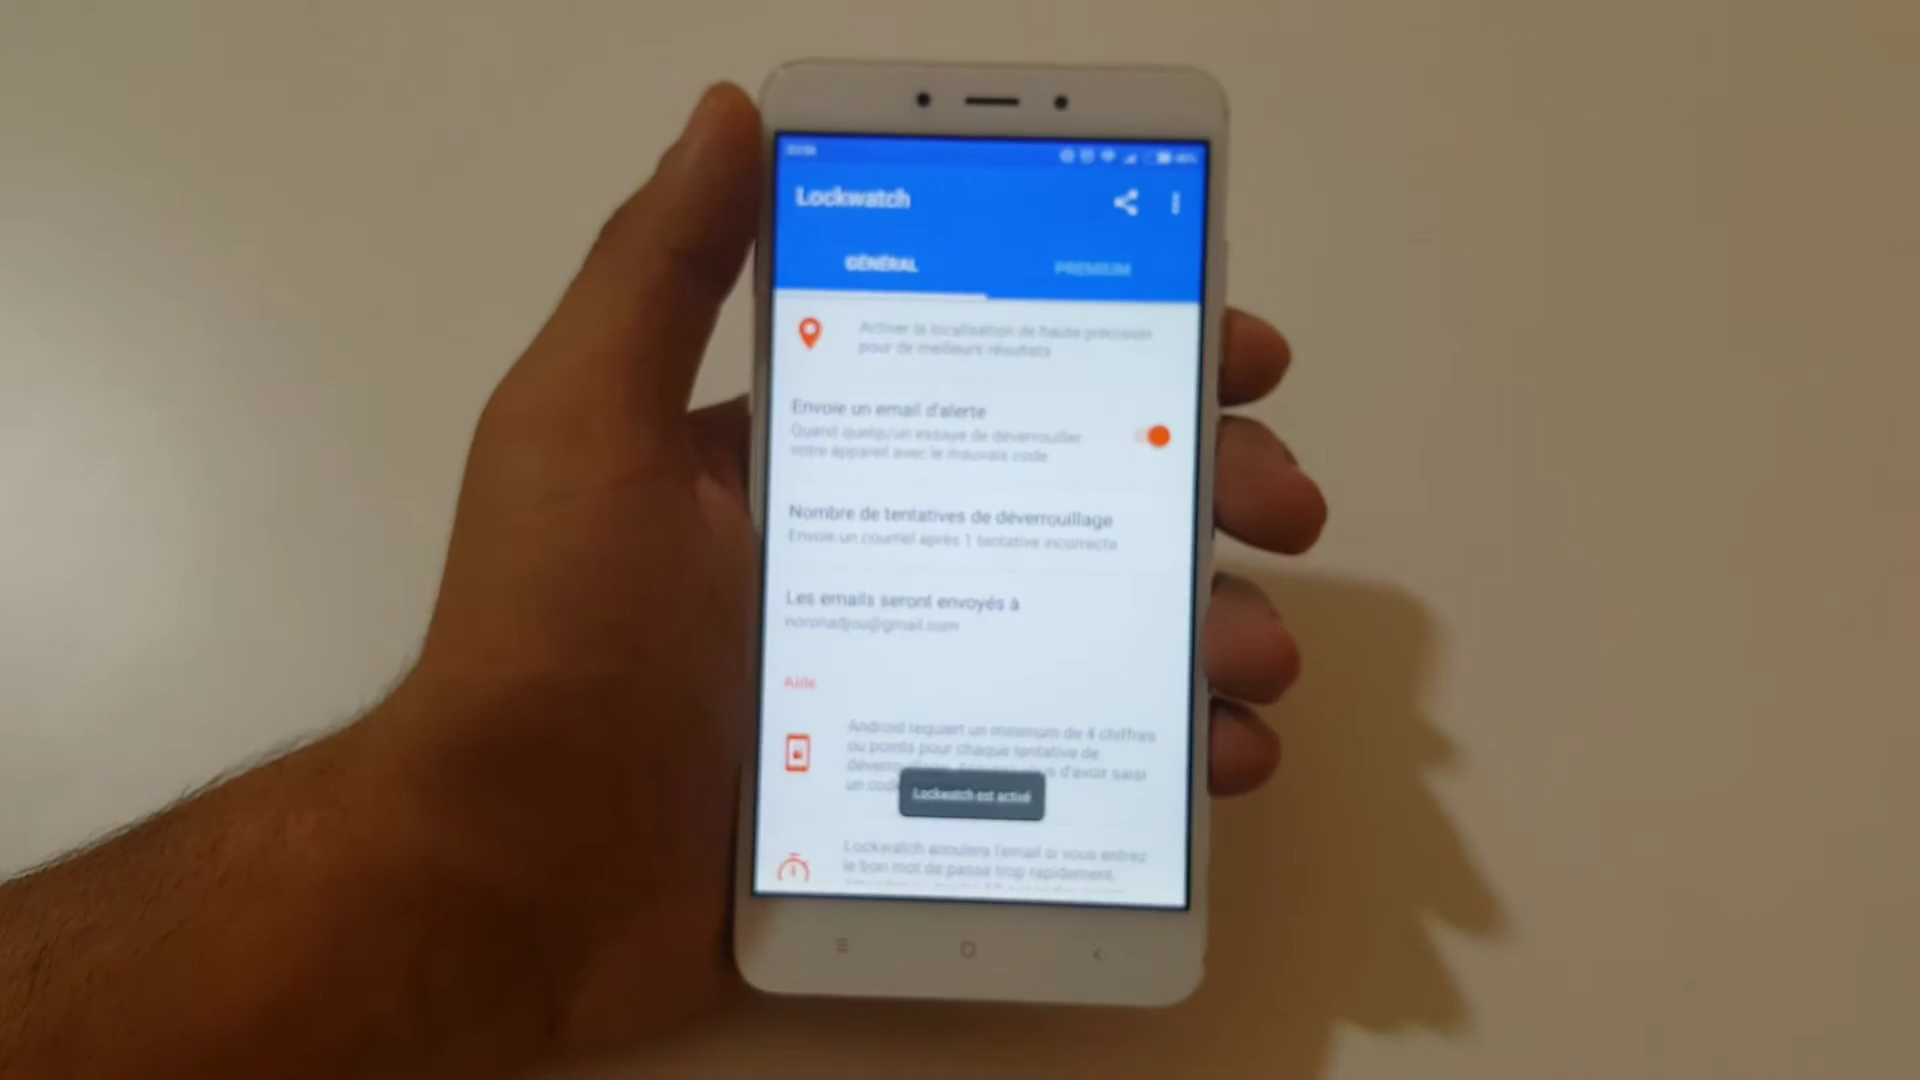 Lockwatch
GÉNÉRAL
PREMIUM
Activer la localisation de haute précision
pour de meilleurs résultats
Envoie un email d'alerte
Quand quelqu'un essaye de déverrouiller
votre appareil avec le mauvais code
Nombre de tentatives de déverrouillage
Envoie un courriel après 1 tentative incorrecte
Les emails seront envoyés à
noronadjou@gmail.com
Aide
Android requiert un minimum de 4 chiffres
ou points pour chaque tentative de
d'avoir saisi
un
Lockwatch est activé
Lockwatch annulera l'email si vous entrez
le bon mot de passe trop rapidement.